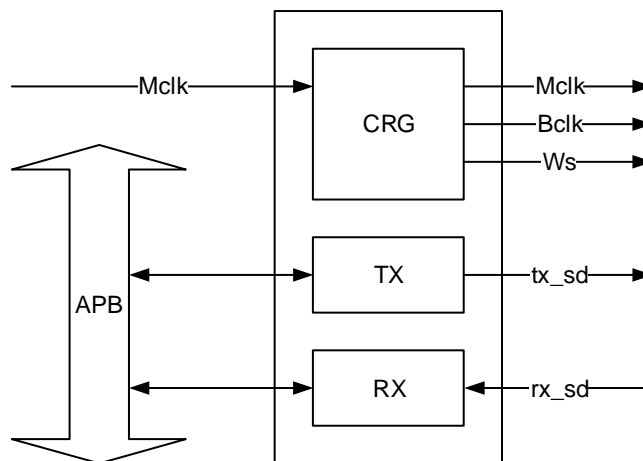 Mclk
Mclk
CRG
Bclk
Ws
TX
tx_sd
APB
RX
rx_sd